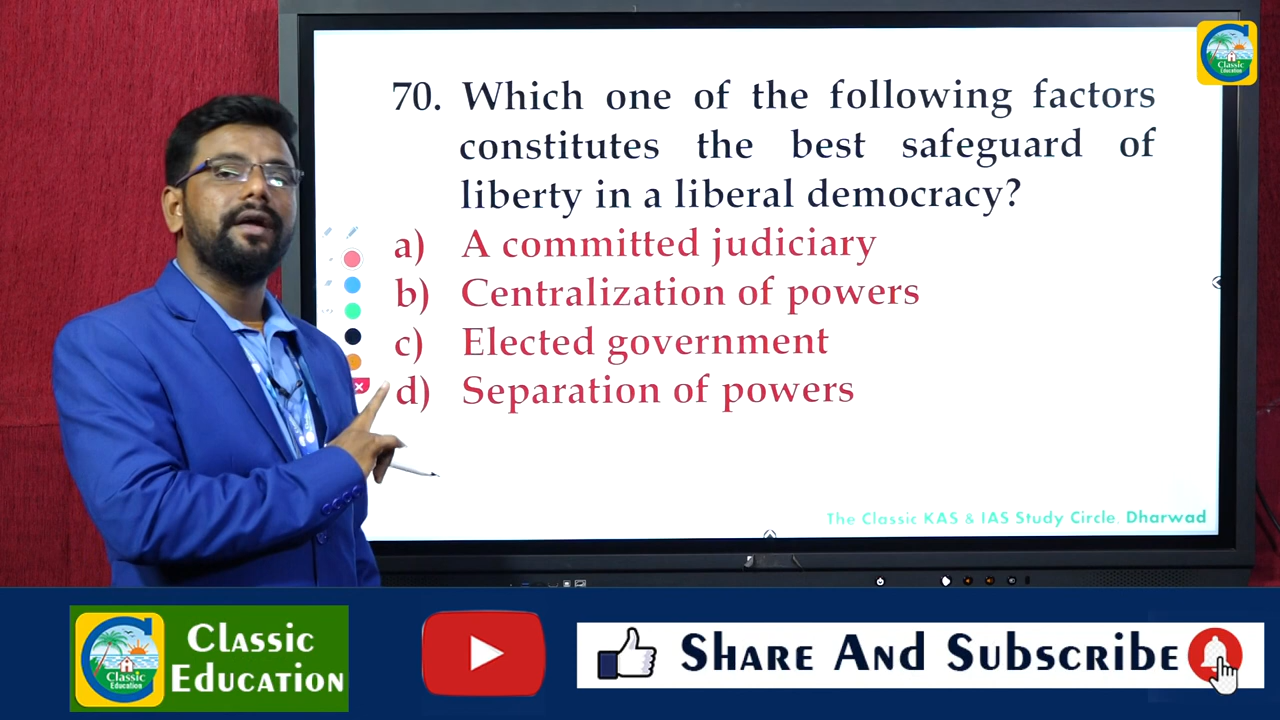 70. Which one of the following factors
constitutes the best safeguard of
liberty in a liberal democracy?
a) A committed judiciary
b) Centralization of powers
c) Elected government
d) Separation of powers
The Classic KAS & IAS Study Circle, Dharwad
Classic
Education
Classic
Education
Classic
Education
Share And Subscribe